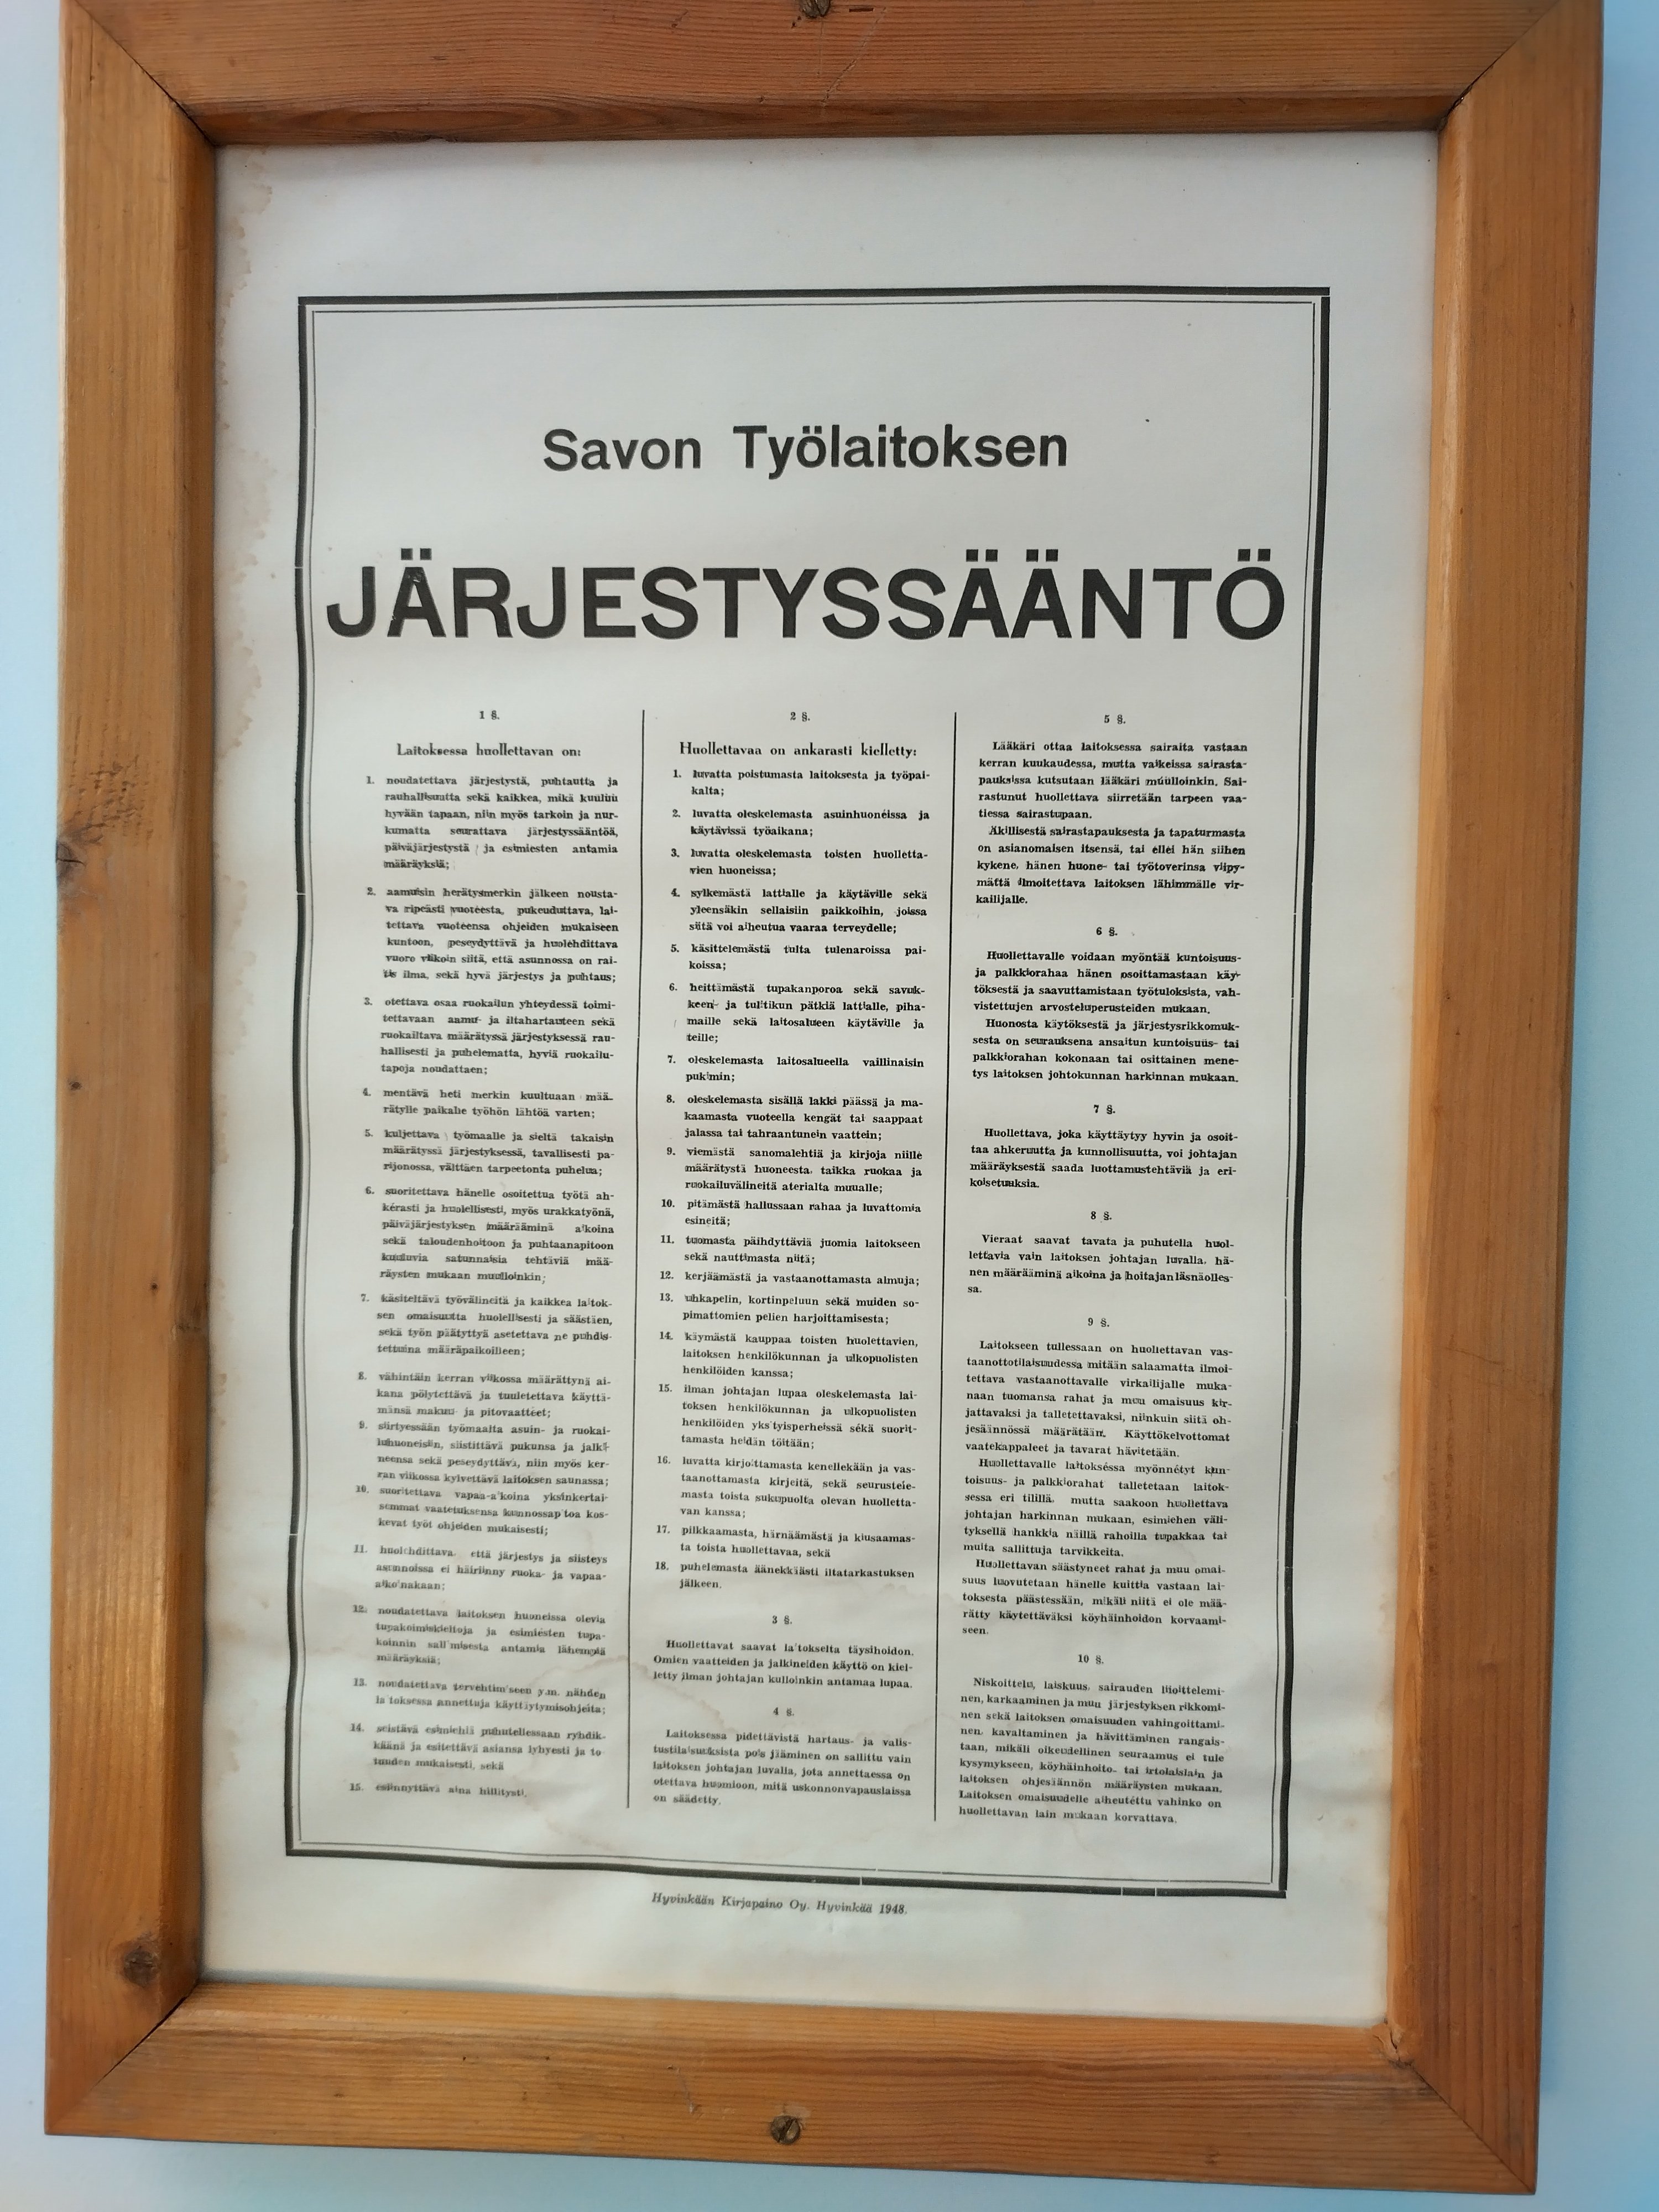 Savon Työlaitoksen
JÄRJESTYSSÄÄNTÖ
1 §.
Laitoksessa huollettavan on:
1. noudatettava järjestystä, puhtautta ja
rauhallisuutta sekä kaikkea, mikä kuuluu
hyvään tapaan, niin myös tarkoin ja nur-
kumatta seurattava järjestyssääntöä,
päiväjärjestystä ja esimiesten antamia
määräyksiä;
2. aamuisin herätysmerkin jälkeen nousta-
va ripeästi vuoteesta, pukeuduttava, lai-
tettava vuoteensa ohjeiden mukaiseen
kuntoon, peseydyttävä ja huolehdittava
vuoro viikoin siitä, että asunnossa on rai-
tis ilma, sekä hyvä järjestys ja puhtaus;
3. otettava osaa ruokailun yhteydessä toimi-
tettavaan aamu- ja iltahartauteen sekä
ruokailtava määrätyssä järjestyksessä rau-
hallisesti ja puhelematta, hyviä ruokailu-
tapoja noudattaen;
4. mentävä heti merkin kuultuaan mää-
rätylle paikalle työhön lähtöä varten;
5. kuljettava työmaalle ja sieltä takaisin
määrätyssä järjestyksessä, tavallisesti pa-
rijonossa, välttäen tarpeetonta puhelua;
6. suoritettava hänelle osoitettua työtä ah-
kerasti ja huolellisesti, myös urakkatyönä,
päiväjärjestyksen määrääminä aikoina
sekä taloudenhoitoon ja puhtaanapitoon
kuuluvia satunnaisia tehtäviä mää-
räysten mukaan muulloinkin;
7. käsiteltävä työvälineitä ja kaikkea laitok-
sen omaisuutta huolellisesti ja säästäen,
sekä työn päätyttyä asetettava ne puhdis-
tettuina määräpaikoilleen;
8. vähintäin kerran viikossa määrättynä ai-
kana pölytettävä ja tuuletettava käyttä-
mänsä makuu- ja pitovaatteet;
9. siirtyessään työmaalta asuin- ja ruokai-
luhuoneisiin, siistittävä pukunsa ja jalki-
neensa sekä peseydyttävä, niin myös ker-
ran viikossa kylvettävä laitoksen saunassa;
10. suoritettava vapaa-aikoina yksinkertai-
semmat vaatetuksensa kunnossapitoa kos-
kevat työt ohjeiden mukaisesti;
11. huolehdittava, että järjestys ja siisteys
asunnoissa ei häiriinny ruoka- ja vapaa-
aikoinakaan;
12. noudatettava laitoksen huoneissa olevia
tupakoimiskieltoja ja esimiesten tupa-
koinnin sallimisesta antamia lähempiä
määräyksiä;
13. noudatettava tervehtimiseen y.m. nähden
laitoksessa annettuja käyttäytymisohjeita;
14. seistävä esimiehiä puhutellessaan ryhdik-
käänä ja esitettävä asiansa lyhyesti ja to-
tuuden mukaisesti, sekä
15. esiinnyttävä aina hillitysti.
2 §.
Huollettavaa on ankarasti kielletty:
1. luvatta poistumasta laitoksesta ja työpai-
kalta;
2. luvatta oleskelemasta asuinhuoneissa ja
käytävissä työaikana;
3. luvatta oleskelemasta toisten huolletta-
vien huoneissa;
4. sylkemästä lattialle ja käytäville sekä
yleensäkin sellaisiin paikkoihin, joissa
siitä voi aiheutua vaaraa terveydelle;
5. käsittelemästä tulta tulenaroissa pai-
koissa;
6. heittämästä tupakanporoa sekä savuk-
keen- ja tulitikun pätkiä lattialle, piha-
maille sekä laitosalueen käytäville ja
teille;
7. oleskelemasta laitosalueella vaillinaisin
pukimin;
8. oleskelemasta sisällä lakki päässä ja ma-
kaamasta vuoteella kengät tai saappaat
jalassa tai tahraantunein vaattein;
9. viemästä sanomalehtiä ja kirjoja niille
määrätystä huoneesta, taikka ruokaa ja
ruokailuvälineitä aterialta muualle;
10. pitämästä hallussaan rahaa ja luvattomia
esineitä;
11. tuomasta päihdyttäviä juomia laitokseen
sekä nauttimasta niitä;
12. kerjäämästä ja vastaanottamasta almuja;
13. uhkapelin, kortinpeluun sekä muiden so-
pimattomien pelien harjoittamisesta;
14. käymästä kauppaa toisten huolettavien,
laitoksen henkilökunnan ja ulkopuolisten
henkilöiden kanssa;
15. ilman johtajan lupaa oleskelemasta lai-
toksen henkilökunnan ja ulkopuolisten
henkilöiden yksityisperheissä sekä suorit-
tamasta heidän töitään;
16. luvatta kirjoittamasta kenellekään ja vas-
taanottamasta kirjeitä, sekä seurustele-
masta toista sukupuolta olevan huolletta-
van kanssa;
17. pilkkaamasta, härnäämästä ja kiusaamas-
ta toista huollettavaa, sekä
18. puhelemasta äänekkäästi iltatarkastuksen
jälkeen.
3 §.
Huollettavat saavat laitokselta täysihoidon.
Omien vaatteiden ja jalkineiden käyttö on kiel-
letty ilman johtajan kulloinkin antamaa lupaa.
4 §.
Laitoksessa pidettävistä hartaus- ja valis-
tustilaisuuksista pois jääminen on sallittu vain
laitoksen johtajan luvalla, jota annettaessa on
otettava huomioon, mitä uskonnonvapauslaissa
on säädetty.
5 §.
Lääkäri ottaa laitoksessa sairaita vastaan
kerran kuukaudessa, mutta vaikeissa sairasta-
pauksissa kutsutaan lääkäri muulloinkin. Sai-
rastunut huollettava siirretään tarpeen vaa-
tiessa sairastupaan.
Äkillisestä sairastapauksesta ja tapaturmasta
on asianomaisen itsensä, tai ellei hän siihen
kykene, hänen huone- tai työtoverinsa viipy-
mättä ilmoitettava laitoksen lähimmälle vir-
kailijalle.
6 §.
Huollettavalle voidaan myöntää kuntoisuus-
ja palkkiorahaa hänen osoittamastaan käy-
töksestä ja saavuttamistaan työtuloksista, vah-
vistettujen arvosteluperusteiden mukaan.
Huonosta käytöksestä ja järjestysrikkomuk-
sesta on seurauksena ansaitun kuntoisuus- tai
palkkiorahan kokonaan tai osittainen mene-
tys laitoksen johtokunnan harkinnan mukaan.
7 §.
Huollettava, joka käyttäytyy hyvin ja osoit-
taa ahkeruutta ja kunnollisuutta, voi johtajan
määräyksestä saada luottamustehtäviä ja eri-
koisetuuksia.
8 §.
Vieraat saavat tavata ja puhutella huol-
lettavia vain laitoksen johtajan luvalla, hä-
nen määrääminä aikoina ja hoitajan läsnäolles-
sa.
9 §.
Laitokseen tullessaan on huollettavan vas-
taanottotilaisuudessa mitään salaamatta ilmoi-
tettava vastaanottavalle virkailijalle muka-
naan tuomansa rahat ja muu omaisuus kir-
jattavaksi ja talletettavaksi, niinkuin siitä oh-
jesäännössä määrätään. Käyttökelvottomat
vaatekappaleet ja tavarat hävitetään.
Huollettavalle laitoksessa myönnetyt kun-
toisuus- ja palkkiorahat talletetaan laitok-
sessa eri tilillä, mutta saakoon huollettava
johtajan harkinnan mukaan, esimiehen väli-
tyksellä hankkia näillä rahoilla tupakkaa tai
muita sallittuja tarvikkeita.
Huollettavan säästyneet rahat ja muu omai-
suus luovutetaan hänelle kuittia vastaan lai-
toksesta päästessään, mikäli niitä ei ole mää-
rätty käytettäväksi köyhäinhoidon korvaami-
seen.
10 §.
Niskoittelu, laiskuus, sairauden teeskittelemi-
nen, karkaaminen ja muu järjestyksen rikkomi-
nen sekä laitoksen omaisuuden vahingoittami-
nen, kavaltaminen ja hävittäminen rangais-
taan, mikäli oikeudellinen seuraamus ei tule
kysymykseen, köyhäinhoito- tai irtolaislain ja
laitoksen ohjesäännön määräysten mukaan.
Laitoksen omaisuudelle aiheutettu vahinko on
huollettavan lain mukaan korvattava.
Hyvinkään Kirjapaino Oy. Hyvinkää 1948.